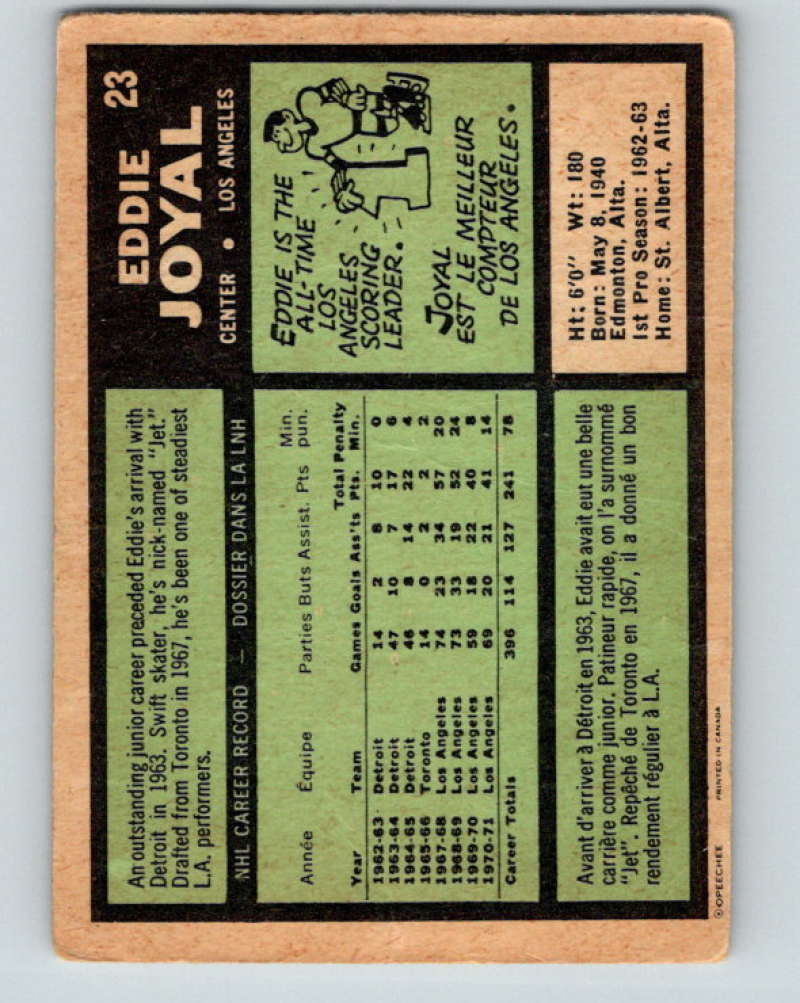 EDDIE 23
JOYAL
CENTER • LOS ANGELES
An outstanding junior career preceded Eddie's arrival with
Detroit in 1963. Swift skater, he's nick-named "Jet."
Drafted from Toronto in 1967, he's been one of steadiest
L.A. performers.
EDDIE IS THE
ALL-TIME
LOS
ANGELES
SCORING
LEADER.
JOYAL
EST LE MEILLEUR
COMPTEUR
DE LOS ANGELES.
NHL CAREER RECORD — DOSSIER DANS LA LNH
Année Équipe Parties Buts Assist. Pts Min. pun.
Year Team Games Goals Ass'ts Total Pts. Penalty Min.
1962-63 Detroit 14 2 8 10 0
1963-64 Detroit 47 10 7 17 6
1964-65 Detroit 46 8 14 22 4
1965-66 Toronto 14 0 2 2 2
1967-68 Los Angeles 74 23 34 57 20
1968-69 Los Angeles 73 33 19 52 24
1969-70 Los Angeles 59 18 22 40 8
1970-71 Los Angeles 69 20 21 41 14
Career Totals 396 114 127 241 78
Ht: 6'0" Wt: 180
Born: May 8, 1940
Edmonton, Alta.
1st Pro Season: 1962-63
Home: St. Albert, Alta.
Avant d'arriver à Détroit en 1963, Eddie avait eut une belle
carrière comme junior. Patineur rapide, on l'a surnommé
"Jet". Repêché de Toronto en 1967, il a donné un bon
rendement régulier à L.A.
© OPEECHEE PRINTED IN CANADA